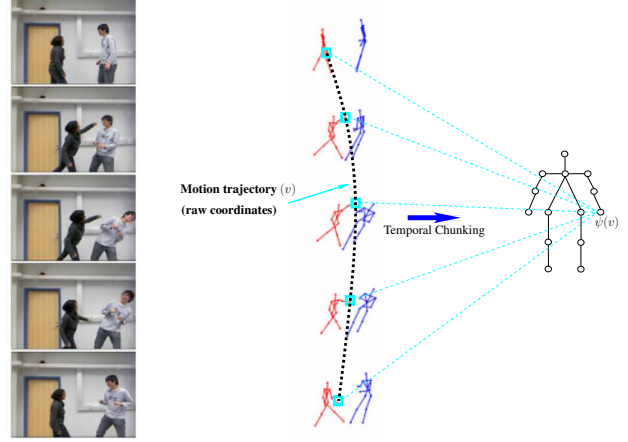 Motion trajectory (v)
(raw coordinates)
Temporal Chunking
ψ(v)